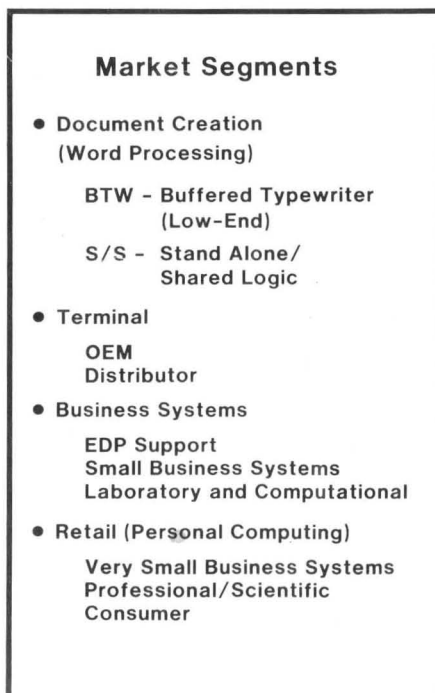 Market Segments
● Document Creation
(Word Processing)
BTW - Buffered Typewriter
(Low-End)
S/S - Stand Alone/
Shared Logic
● Terminal
OEM
Distributor
● Business Systems
EDP Support
Small Business Systems
Laboratory and Computational
● Retail (Personal Computing)
Very Small Business Systems
Professional/Scientific
Consumer